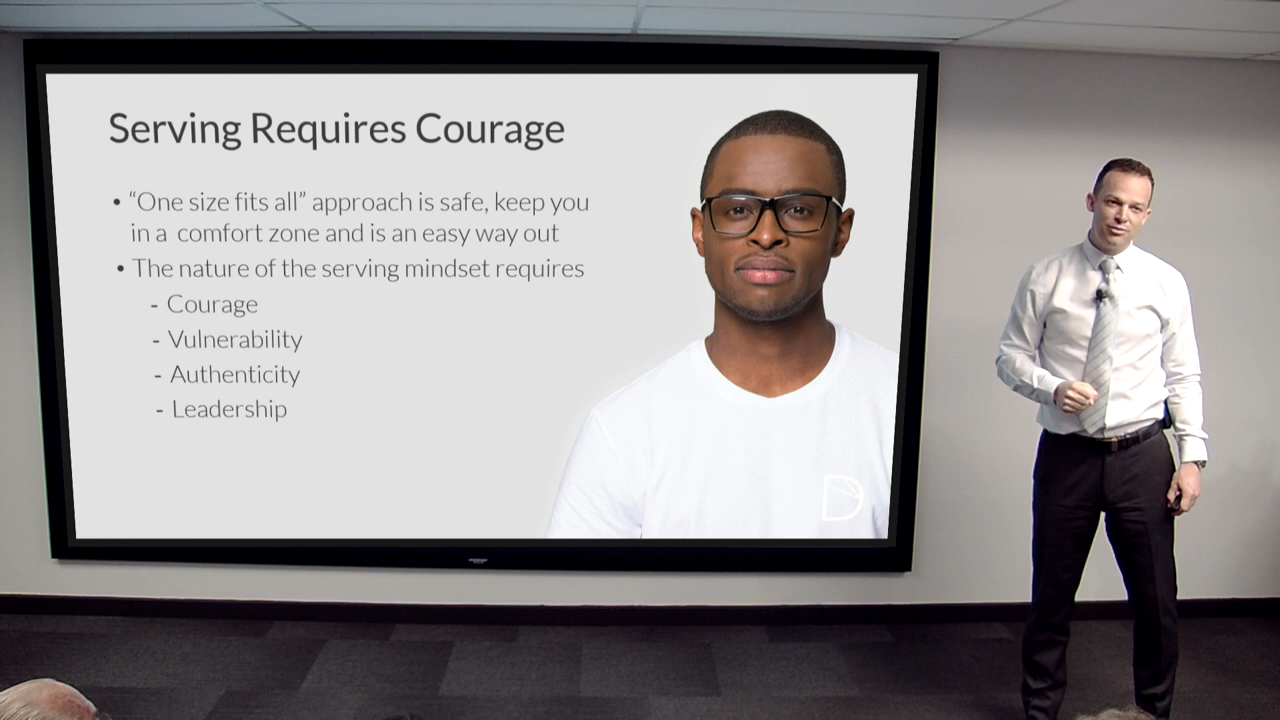 Serving Requires Courage
• “One size fits all” approach is safe, keep you
in a comfort zone and is an easy way out
• The nature of the serving mindset requires
- Courage
- Vulnerability
- Authenticity
- Leadership